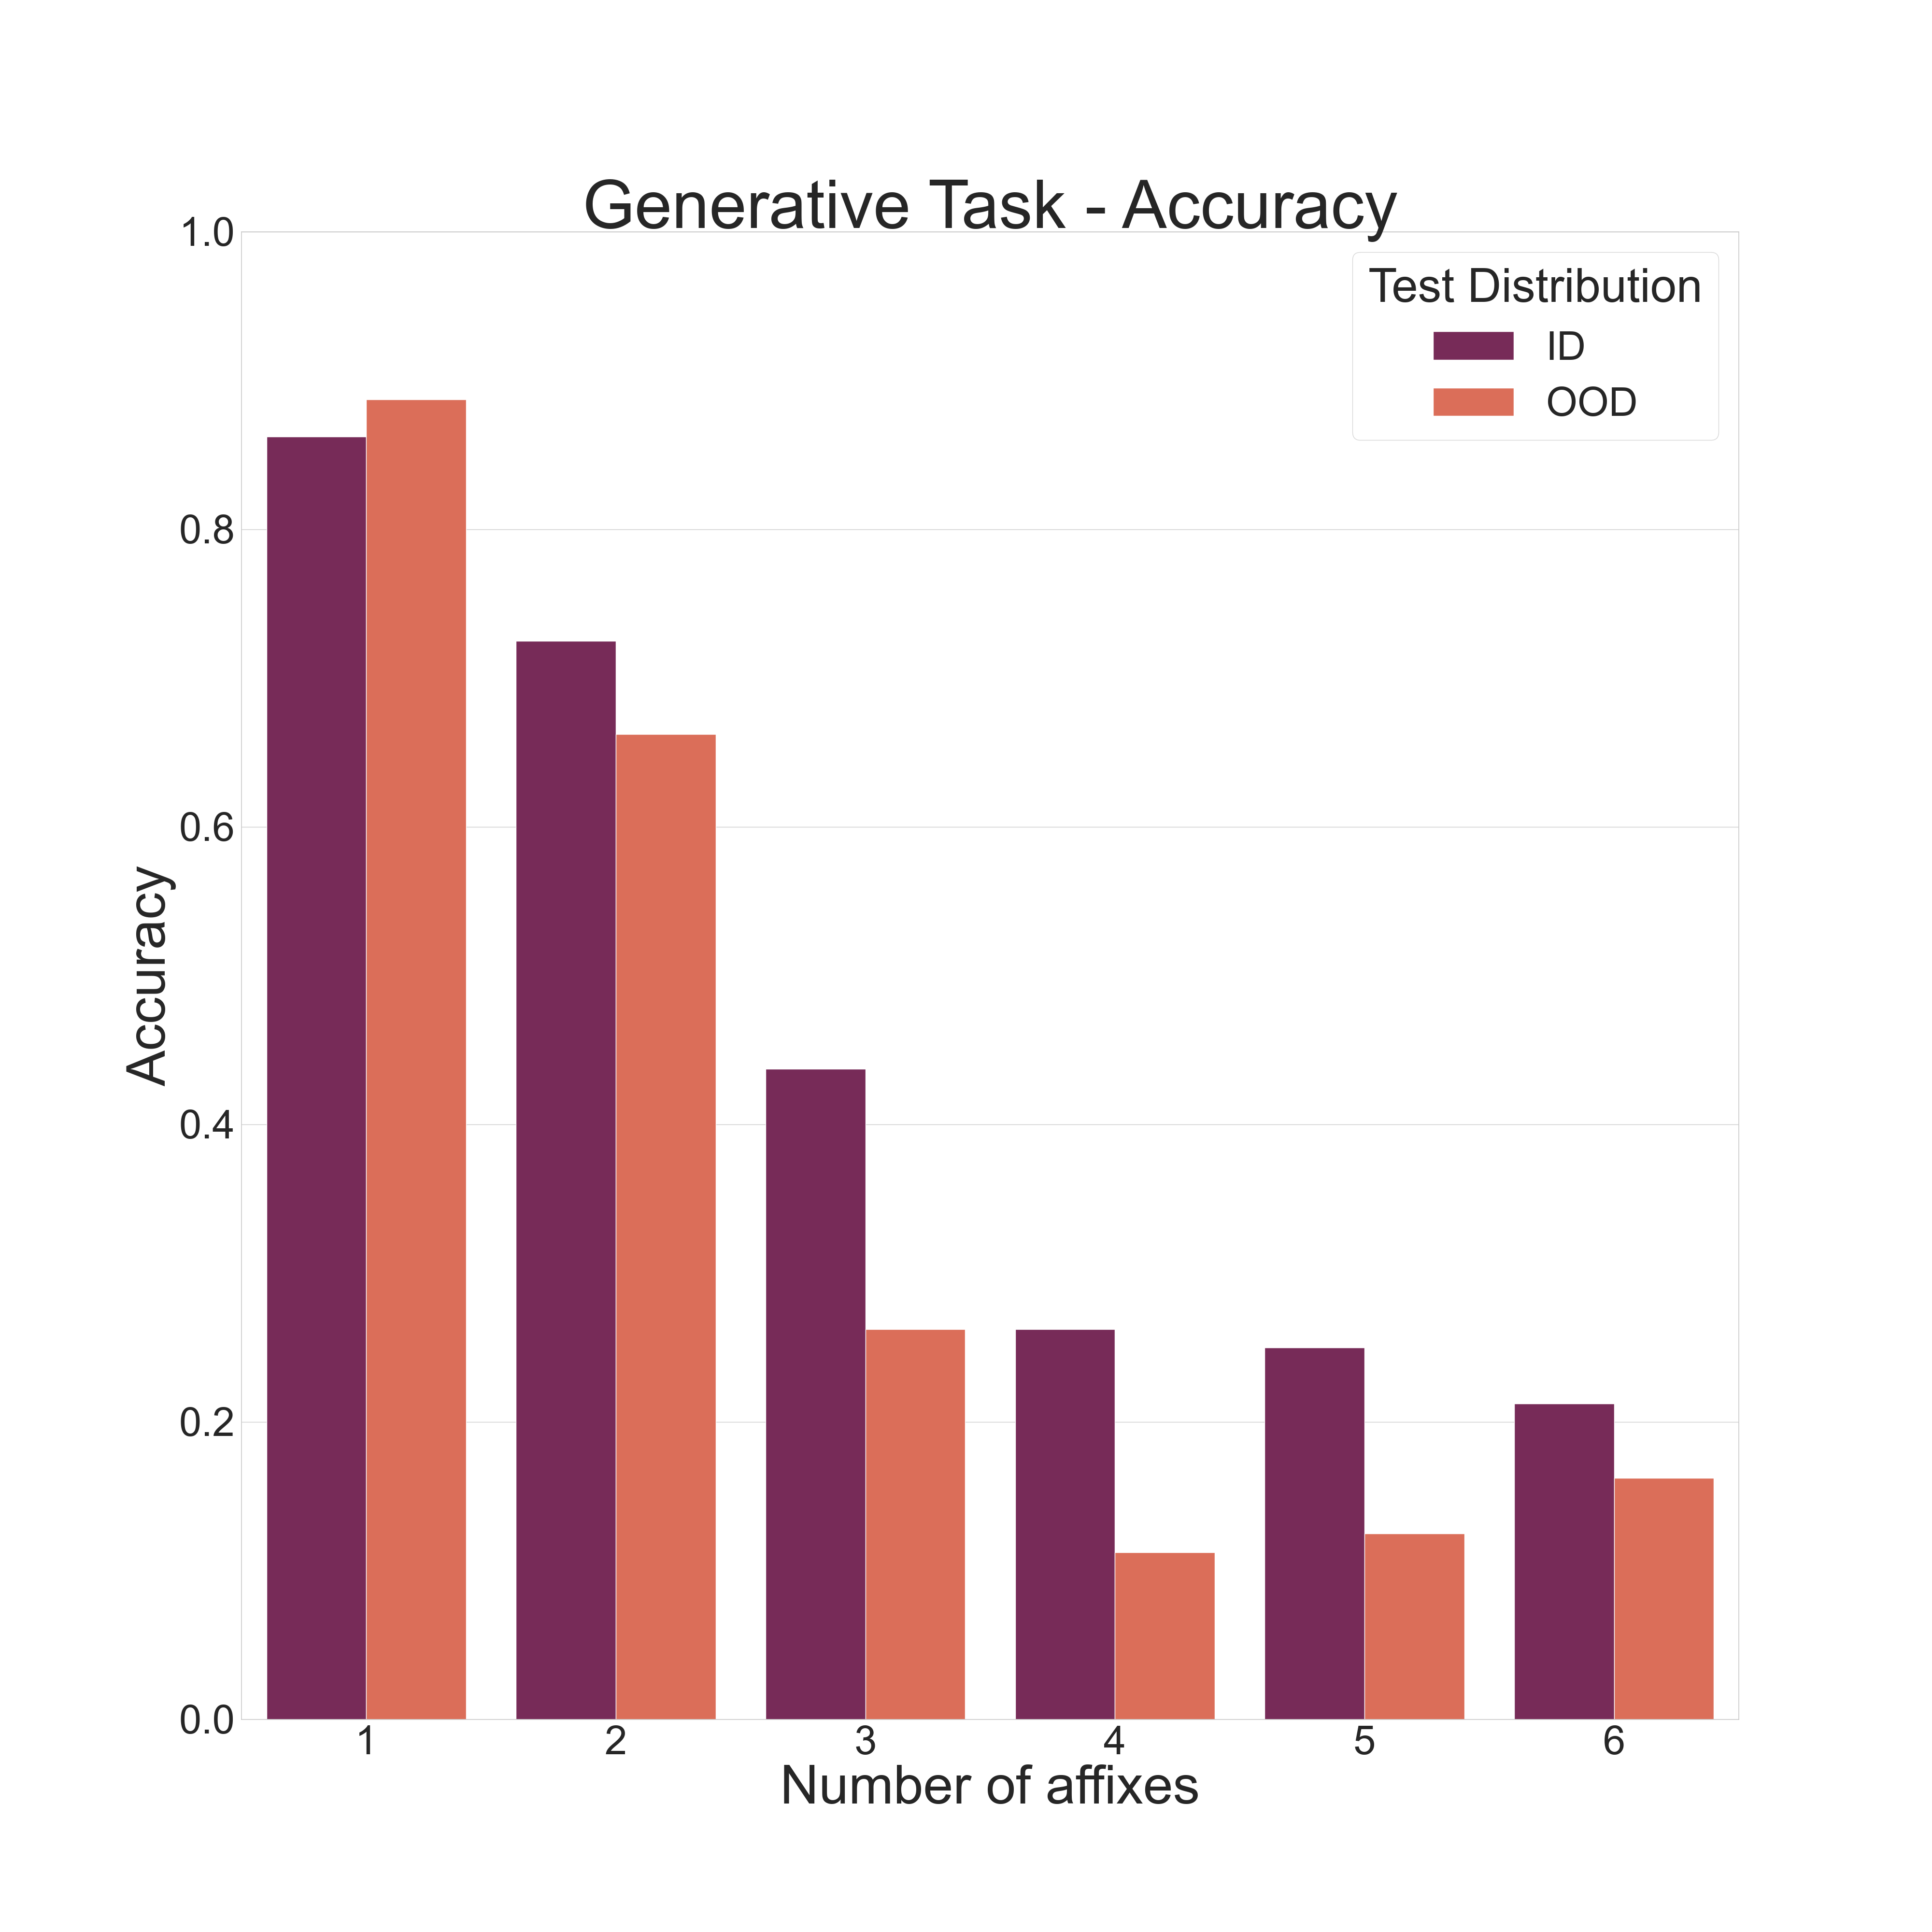 Generative Task - Accuracy
Test Distribution
ID
OOD
1.0
0.8
0.6
0.4
0.2
0.0
Accuracy
1 2 3 4 5 6
Number of affixes